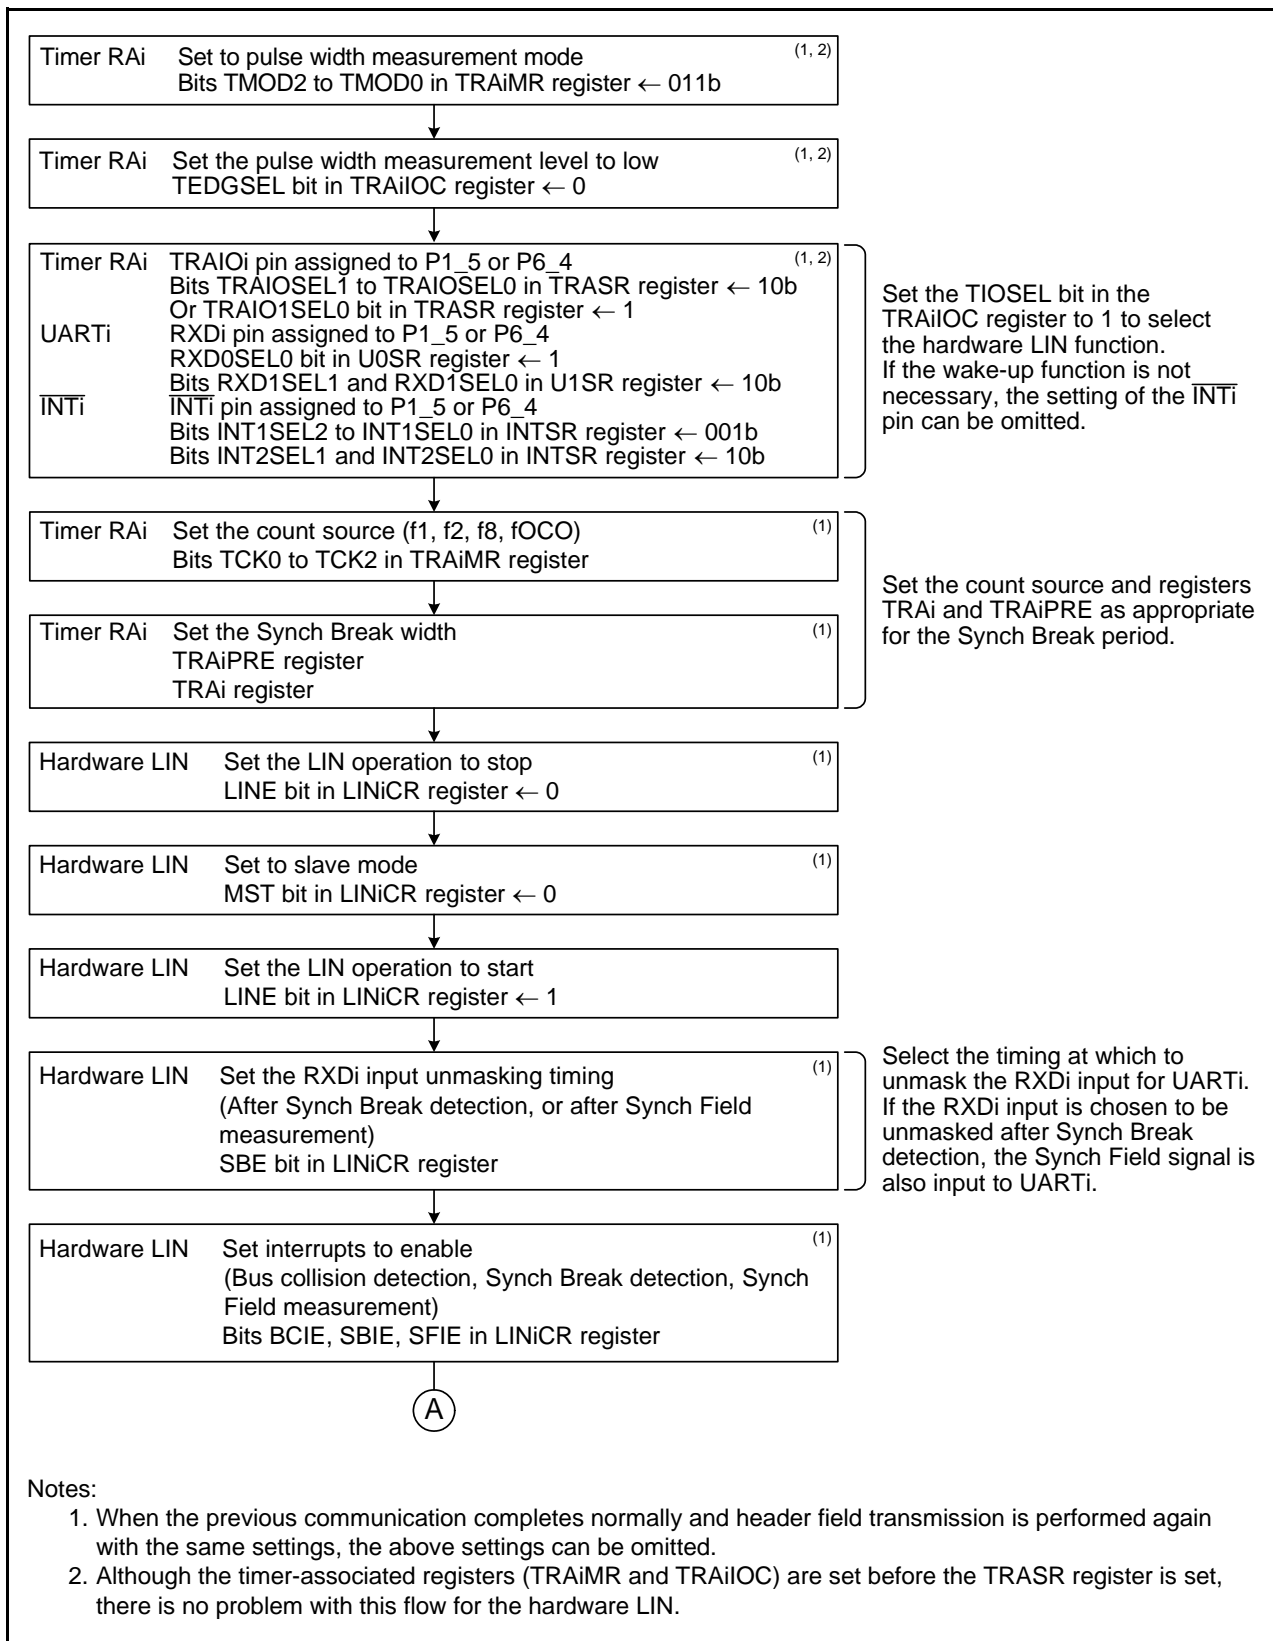 Timer RAi Set to pulse width measurement mode (1, 2)
Bits TMOD2 to TMOD0 in TRAiMR register ← 011b
Timer RAi Set the pulse width measurement level to low (1, 2)
TEDGSEL bit in TRAiIOC register ← 0
Timer RAi TRAIOi pin assigned to P1_5 or P6_4 (1, 2)
Bits TRAIOSEL1 to TRAIOSEL0 in TRASR register ← 10b
Or TRAIO1SEL0 bit in TRASR register ← 1
UARTi RXDi pin assigned to P1_5 or P6_4
RXD0SEL0 bit in U0SR register ← 1
Bits RXD1SEL1 and RXD1SEL0 in U1SR register ← 10b
INTi INTi pin assigned to P1_5 or P6_4
Bits INT1SEL2 to INT1SEL0 in INTSR register ← 001b
Bits INT2SEL1 and INT2SEL0 in INTSR register ← 10b
Set the TIOSEL bit in the
TRAiIOC register to 1 to select
the hardware LIN function.
If the wake-up function is not
necessary, the setting of the INTi
pin can be omitted.
Timer RAi Set the count source (f1, f2, f8, fOCO) (1)
Bits TCK0 to TCK2 in TRAiMR register
Timer RAi Set the Synch Break width (1)
TRAiPRE register
TRAi register
Set the count source and registers
TRAi and TRAiPRE as appropriate
for the Synch Break period.
Hardware LIN Set the LIN operation to stop (1)
LINE bit in LINiCR register ← 0
Hardware LIN Set to slave mode (1)
MST bit in LINiCR register ← 0
Hardware LIN Set the LIN operation to start
LINE bit in LINiCR register ← 1
Hardware LIN Set the RXDi input unmasking timing (1)
(After Synch Break detection, or after Synch Field
measurement)
SBE bit in LINiCR register
Select the timing at which to
unmask the RXDi input for UARTi.
If the RXDi input is chosen to be
unmasked after Synch Break
detection, the Synch Field signal is
also input to UARTi.
Hardware LIN Set interrupts to enable (1)
(Bus collision detection, Synch Break detection, Synch
Field measurement)
Bits BCIE, SBIE, SFIE in LINiCR register
A
Notes:
1. When the previous communication completes normally and header field transmission is performed again
with the same settings, the above settings can be omitted.
2. Although the timer-associated registers (TRAiMR and TRAiIOC) are set before the TRASR register is set,
there is no problem with this flow for the hardware LIN.